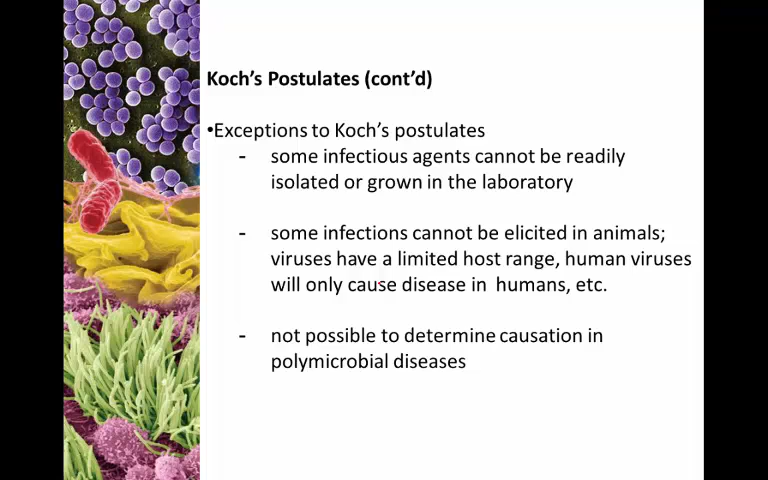 Koch's Postulates (cont'd)
•Exceptions to Koch's postulates
- some infectious agents cannot be readily
isolated or grown in the laboratory
- some infections cannot be elicited in animals;
viruses have a limited host range, human viruses
will only cause disease in humans, etc.
- not possible to determine causation in
polymicrobial diseases